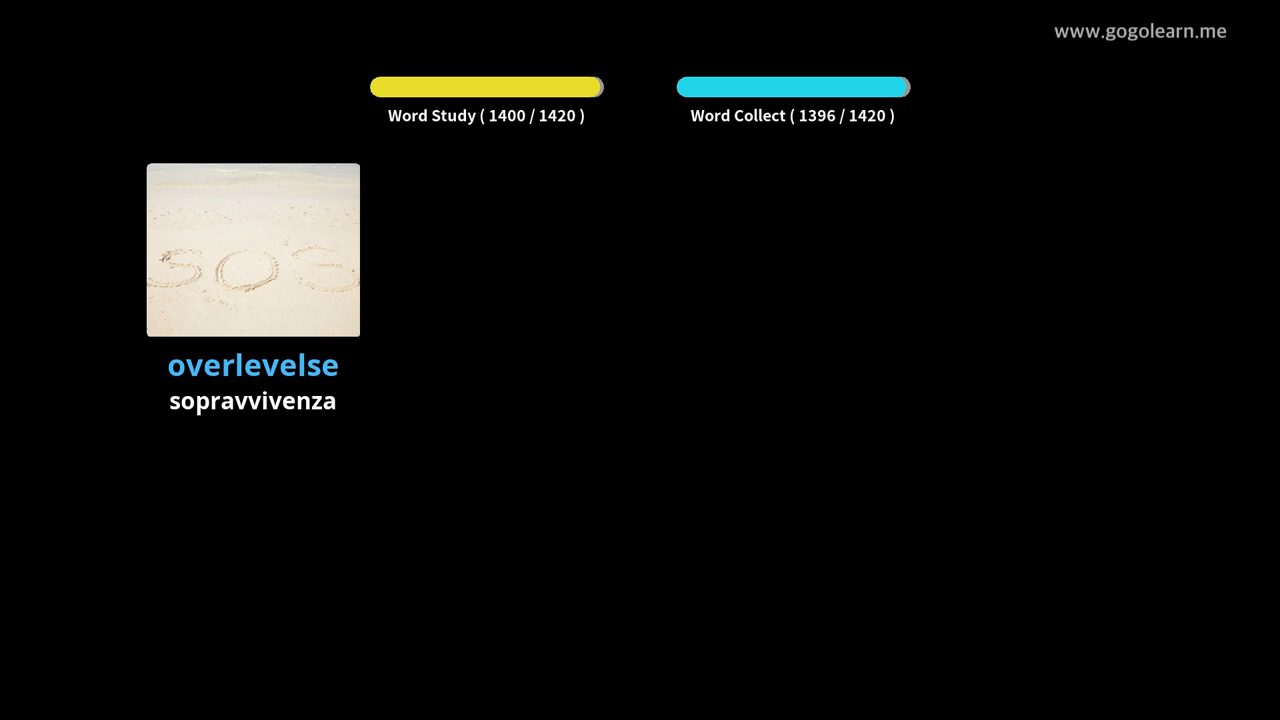 www.gogolearn.me
Word Study ( 1400 / 1420 )
Word Collect ( 1396 / 1420 )
SOS
overlevelse
sopravvivenza